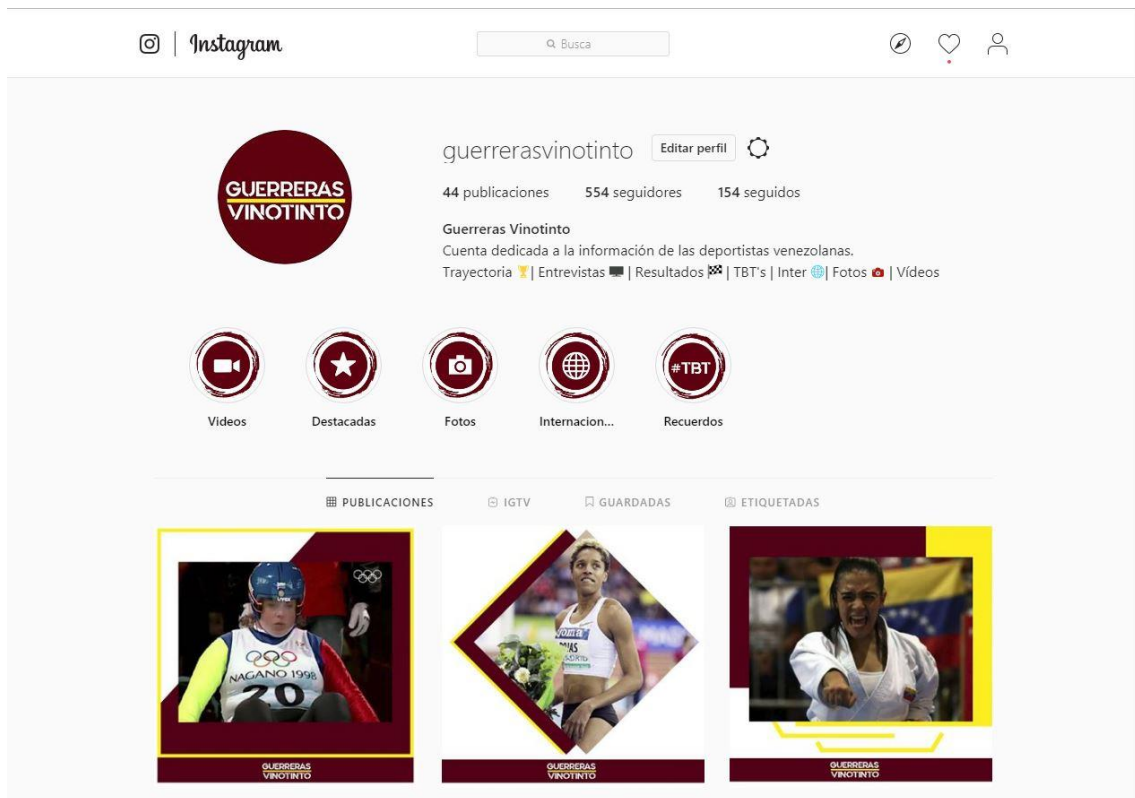 Instagram
Busca
guerrerasvinotinto Editar perfil
GUERRERAS
VINOTINTO
44 publicaciones 554 seguidores 154 seguidos
Guerreras Vinotinto
Cuenta dedicada a la información de las deportistas venezolanas.
Trayectoria 🏆| Entrevistas 🖥️ | Resultados 🏁 | TBT's | Inter 🌐| Fotos 📷 | Vídeos
#TBT
Videos Destacadas Fotos Internacion... Recuerdos
PUBLICACIONES IGTV GUARDADAS ETIQUETADAS
NAGANO 1998
20
GUERRERAS
VINOTINTO
GUERRERAS
VINOTINTO
GUERRERAS
VINOTINTO